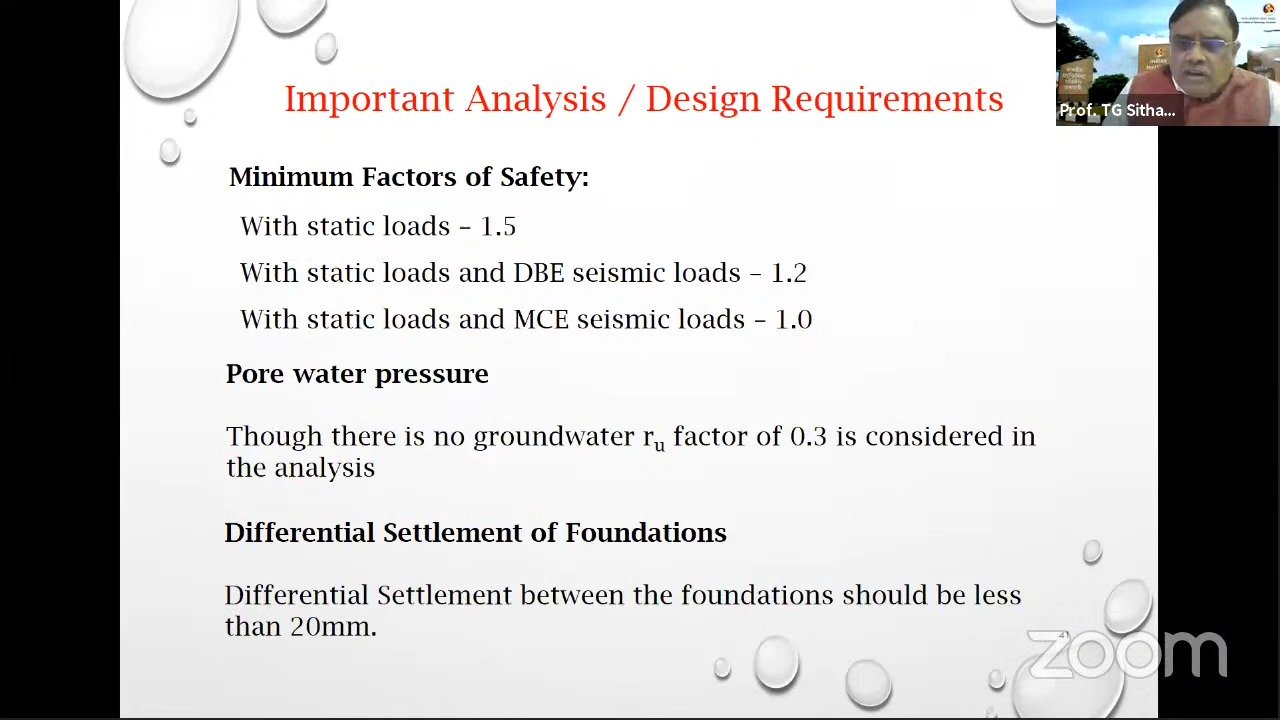 Important Analysis / Design Requirements
Prof. TG Sitha...
Minimum Factors of Safety:
With static loads – 1.5
With static loads and DBE seismic loads – 1.2
With static loads and MCE seismic loads – 1.0
Pore water pressure
Though there is no groundwater ru factor of 0.3 is considered in
the analysis
Differential Settlement of Foundations
Differential Settlement between the foundations should be less
than 20mm.
41
zoom